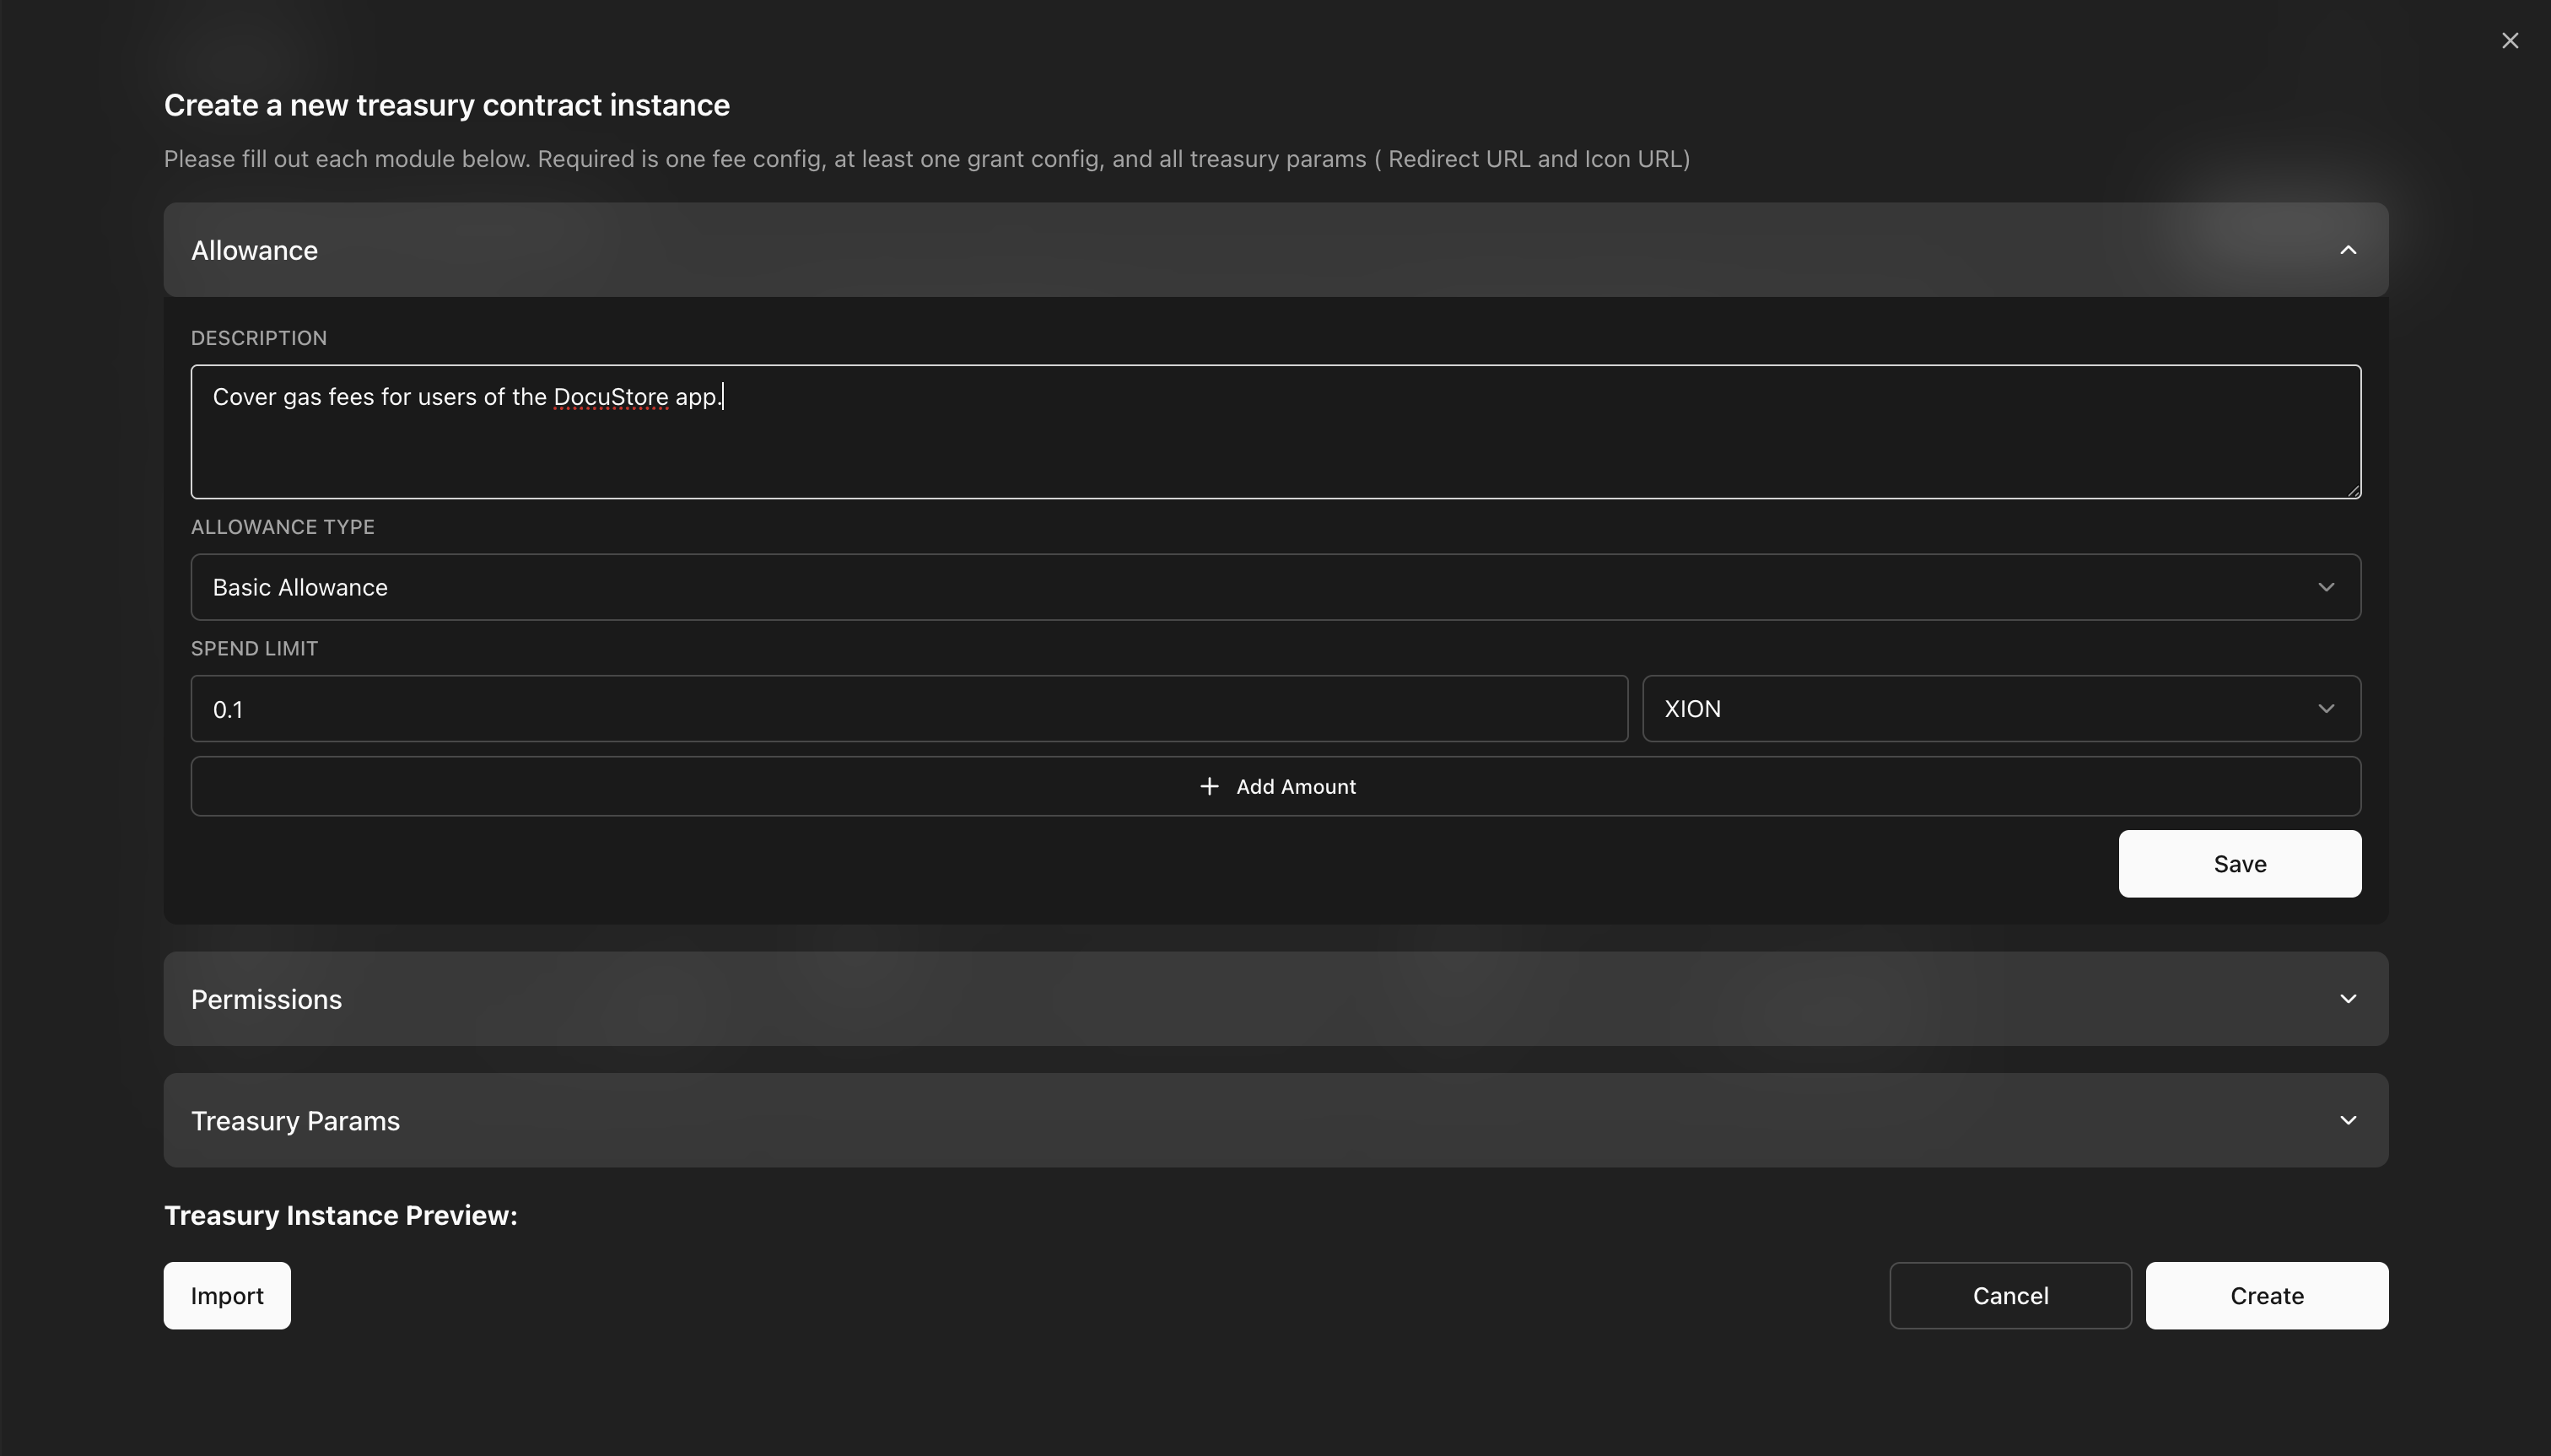 Create a new treasury contract instance
Please fill out each module below. Required is one fee config, at least one grant config, and all treasury params ( Redirect URL and Icon URL)
Allowance
DESCRIPTION
Cover gas fees for users of the DocuStore app.
ALLOWANCE TYPE
Basic Allowance
SPEND LIMIT
0.1
XION
Add Amount
Save
Permissions
Treasury Params
Treasury Instance Preview:
Import
Cancel
Create